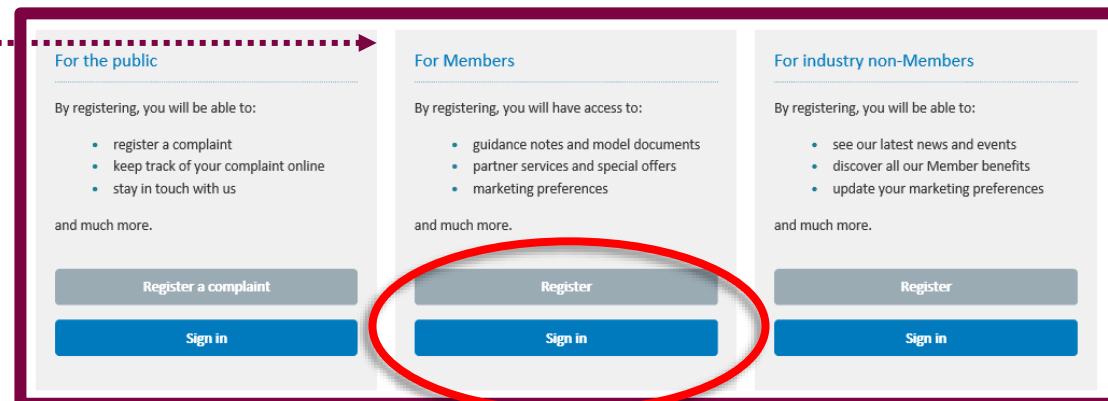 For the public
By registering, you will be able to:
• register a complaint
• keep track of your complaint online
• stay in touch with us
and much more.
Register a complaint
Sign in
For Members
By registering, you will have access to:
• guidance notes and model documents
• partner services and special offers
• marketing preferences
and much more.
Register
Sign in
For industry non-Members
By registering, you will be able to:
• see our latest news and events
• discover all our Member benefits
• update your marketing preferences
and much more.
Register
Sign in